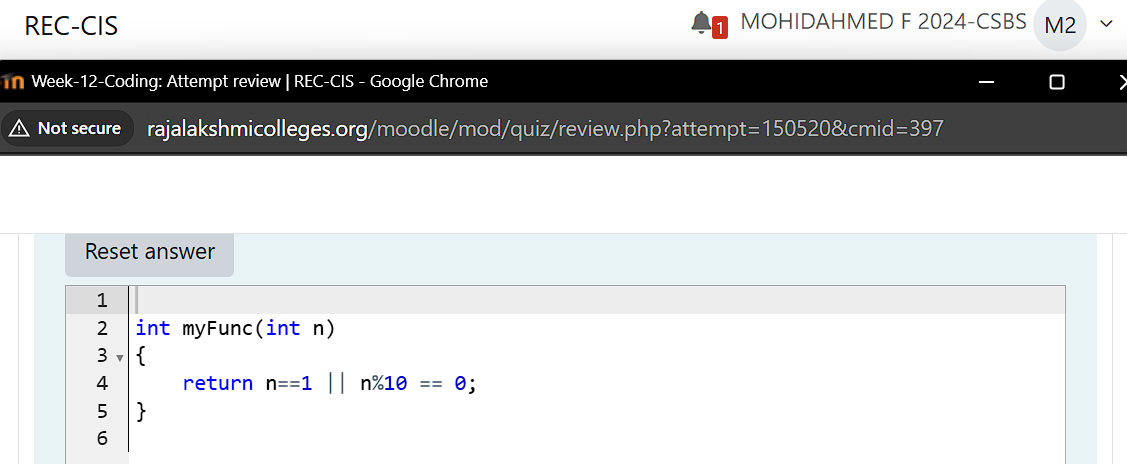 REC-CIS
1
MOHIDAHMED F 2024-CSBS
M2
Week-12-Coding: Attempt review | REC-CIS - Google Chrome
Not secure
rajalakshmicolleges.org/moodle/mod/quiz/review.php?attempt=150520&cmid=397
Reset answer
1
2 int myFunc(int n)
3 {
4     return n==1 || n%10 == 0;
5 }
6